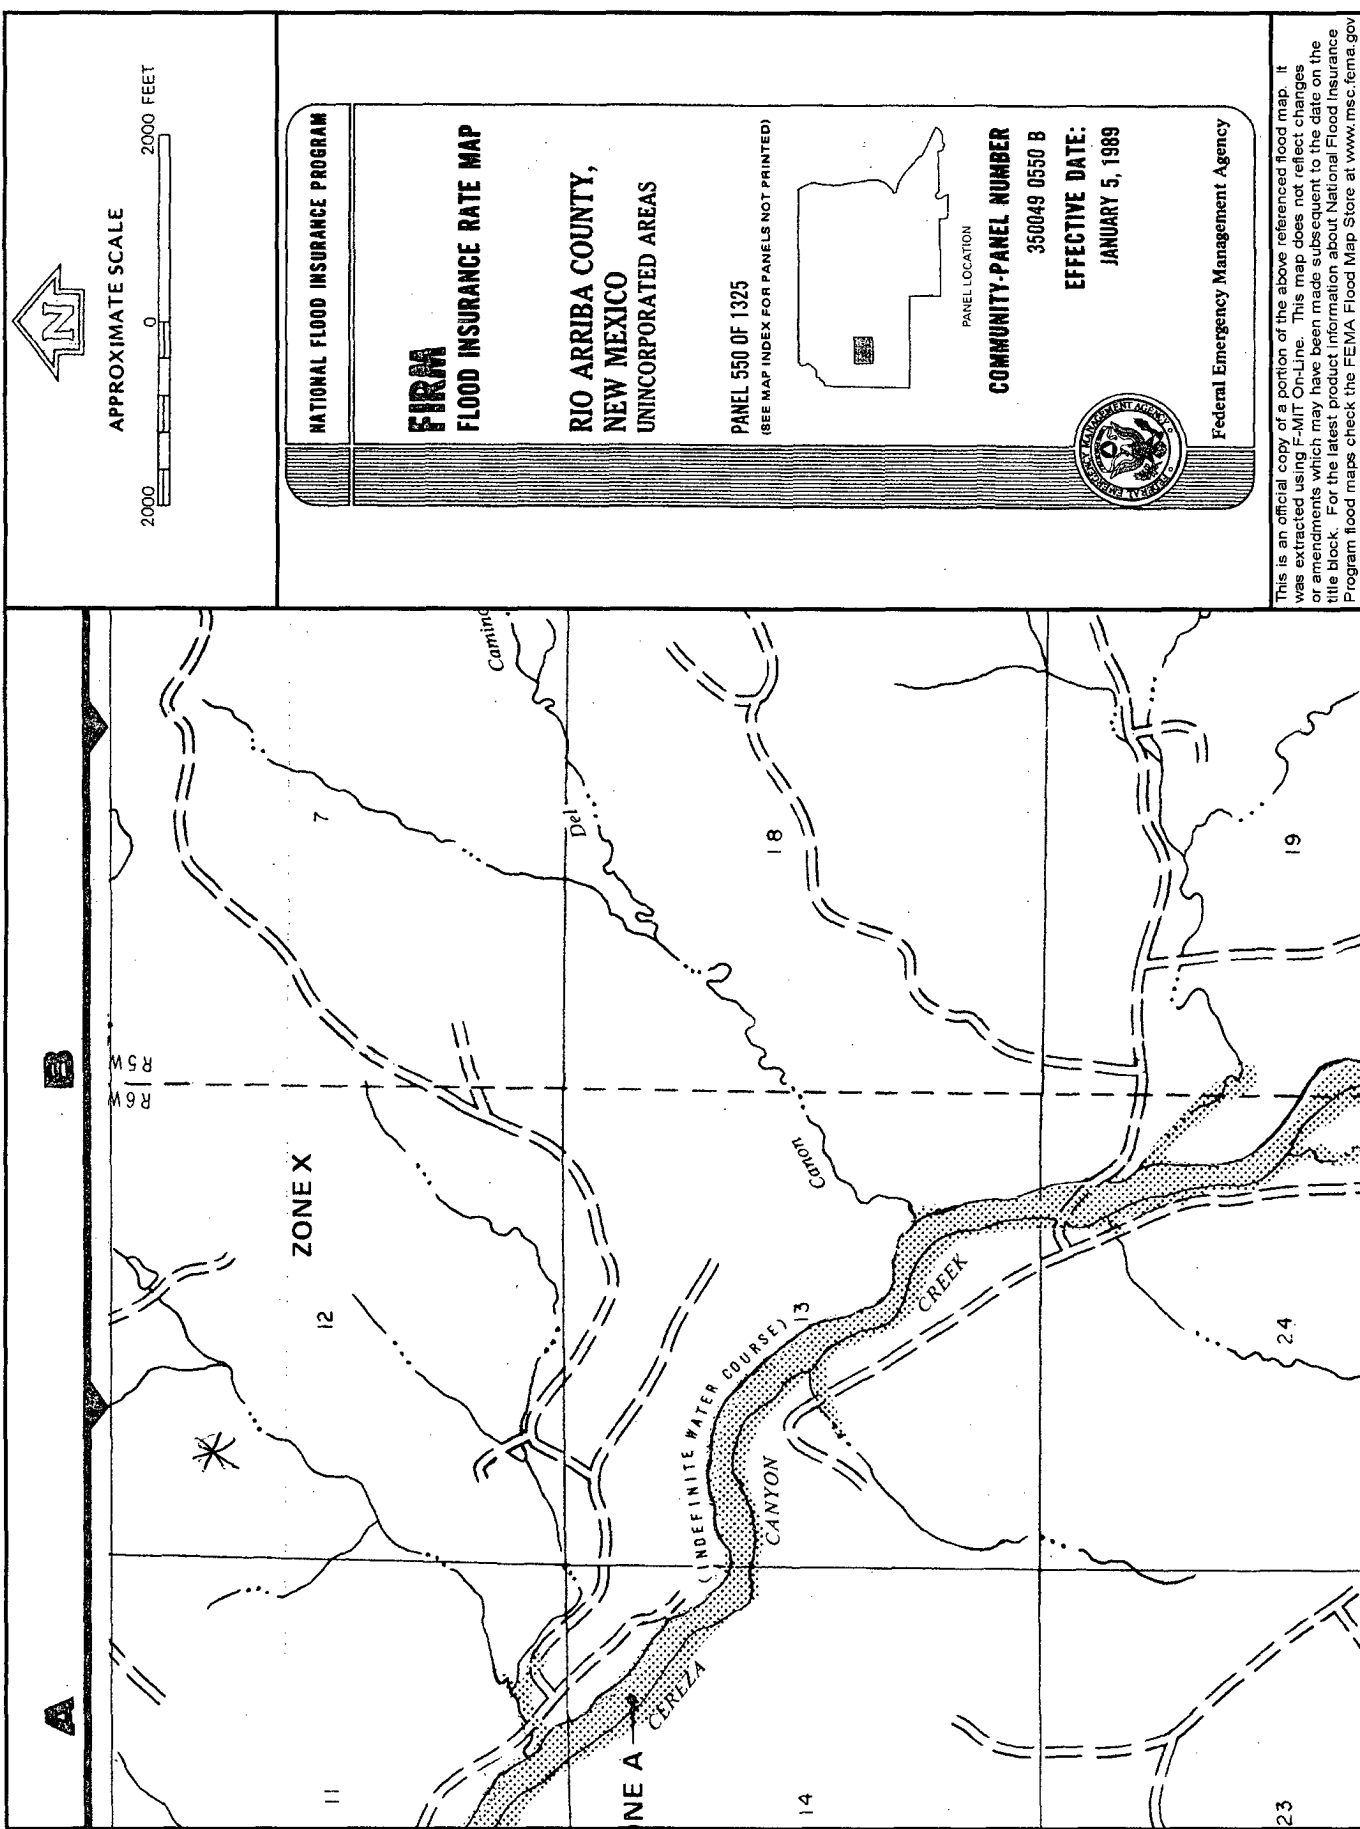 2000 0 2000 FEET
APPROXIMATE SCALE
N
NATIONAL FLOOD INSURANCE PROGRAM
FIRM
FLOOD INSURANCE RATE MAP
RIO ARRIBA COUNTY,
NEW MEXICO
UNINCORPORATED AREAS
PANEL 550 OF 1325
(SEE MAP INDEX FOR PANELS NOT PRINTED)
PANEL LOCATION
COMMUNITY-PANEL NUMBER
350049 0550 B
EFFECTIVE DATE:
JANUARY 5, 1989
FEDERAL EMERGENCY MANAGEMENT AGENCY
Federal Emergency Management Agency
This is an official copy of a portion of the above referenced flood map. It
was extracted using F-MIT On-Line. This map does not reflect changes
or amendments which may have been made subsequent to the date on the
title block. For the latest product information about National Flood Insurance
Program flood maps check the FEMA Flood Map Store at www.msc.fema.gov
A
B
R6W
R5W
ZONE X
7
Camino
Del
Canon
11
12
18
13
(INDEFINITE WATER COURSE)
CEREZA
CANYON
CREEK
NE A
14
19
24
23